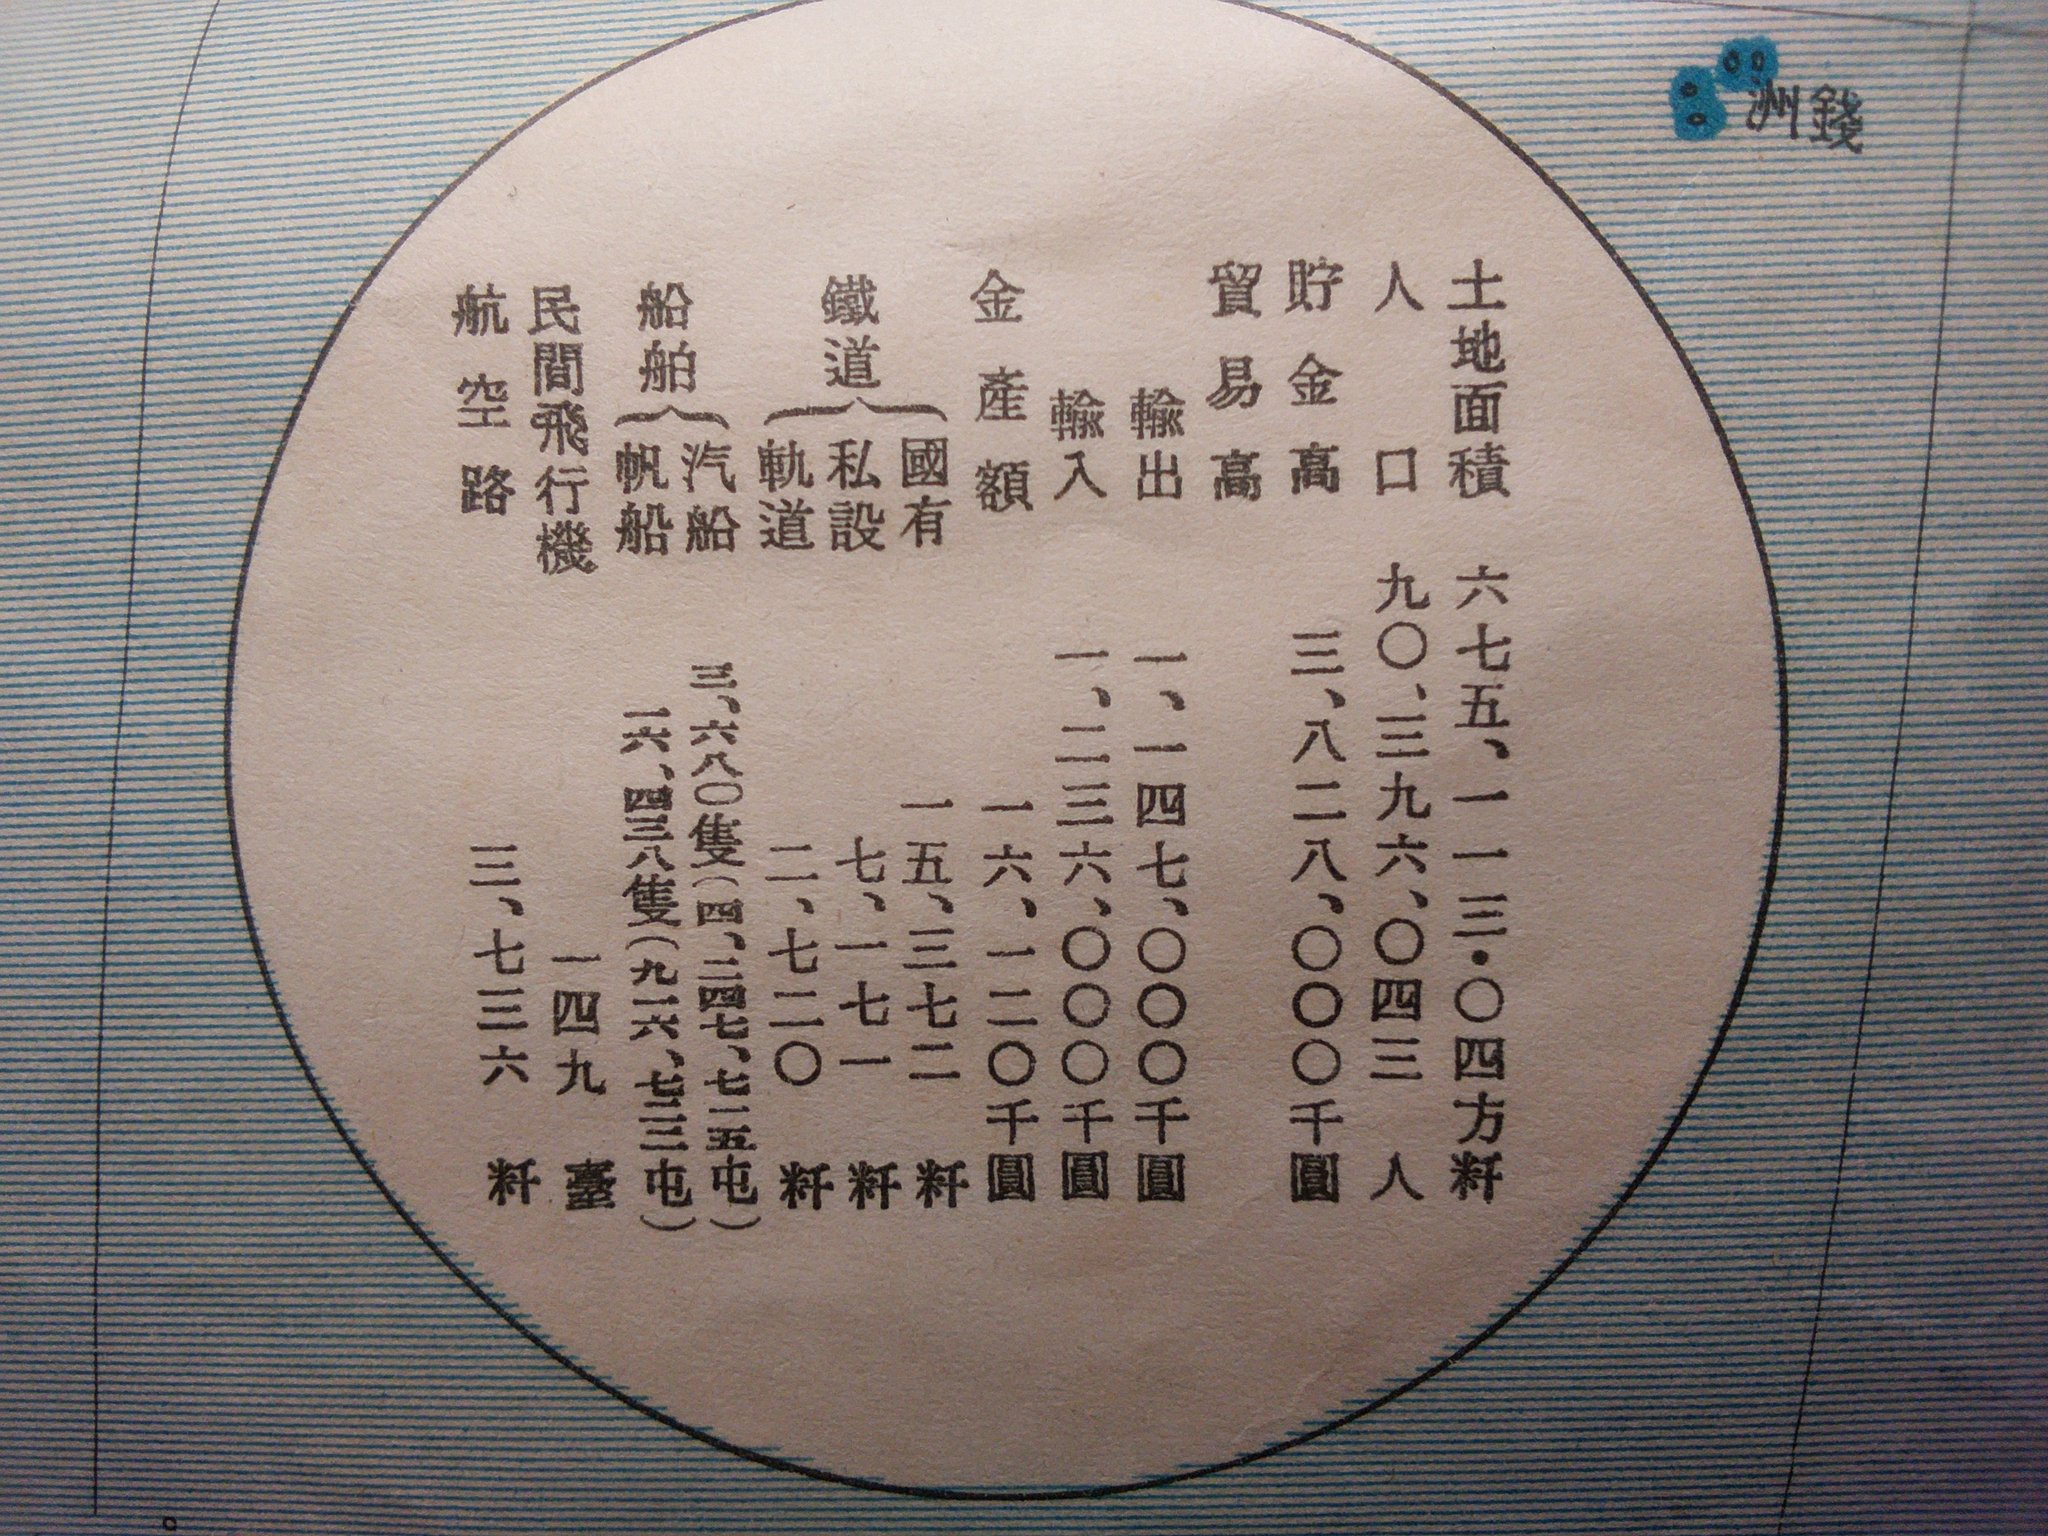 錢洲
土地面積 六七五、一一三・〇四方粁
人口 九〇、三九六、〇四三人
貯金高 三、八二八、〇〇〇千圓
貿易高
輸出 一、一四七、〇〇〇千圓
輸入 一、二三六、〇〇〇千圓
金產額 一六、一二〇千圓
鐵道
國有 一五、三七二粁
私設 七、一七一粁
軌道 二、七二〇粁
船舶
汽船 三、六八〇隻(四、二四七、七二五屯)
帆船 一六、四三八隻(九一六、七三三屯)
民間飛行機 一四九臺
航空路 三、七三六粁